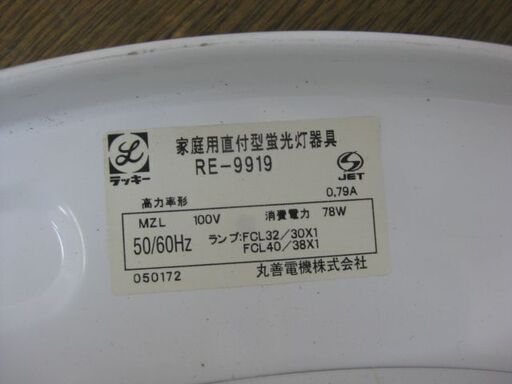 家庭用直付型蛍光灯器具
RE-9919
ラッキー
JET
高力率形
0.79A
MZL 100V 消費電力 78W
50/60Hz ランプ:FCL32/30X1
FCL40/38X1
050172
丸善電機株式会社